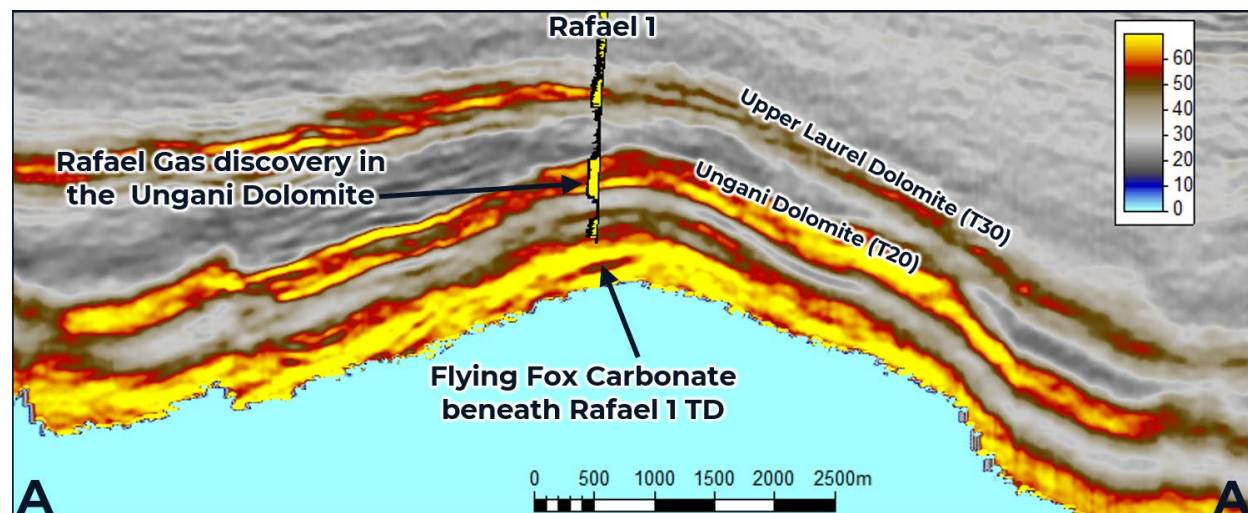 Rafael 1
Upper Laurel Dolomite (T30)
Rafael Gas discovery in
the Ungani Dolomite
Ungani Dolomite (T20)
Flying Fox Carbonate
beneath Rafael 1 TD
60
50
40
30
20
10
0
0 500 1000 1500 2000 2500m
A
A